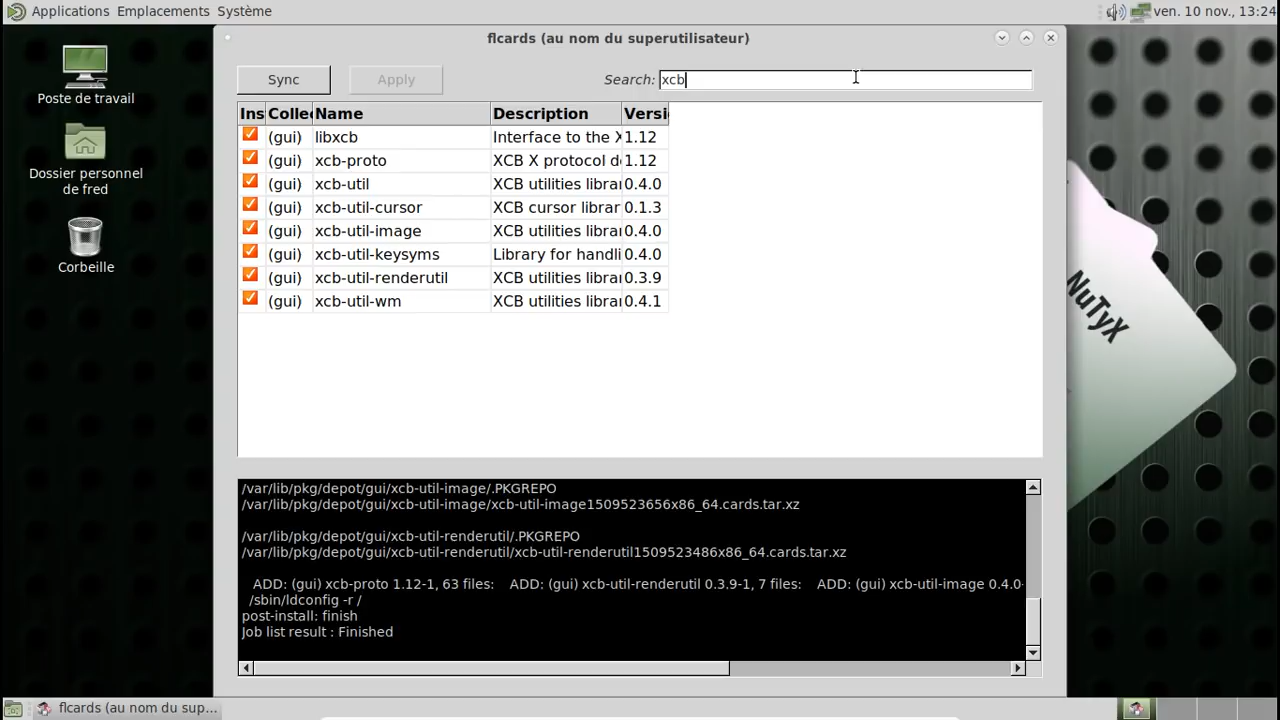 Applications Emplacements Système ven. 10 nov., 13:24
flcards (au nom du superutilisateur)
Poste de travail
Dossier personnel
de fred
Corbeille
Sync Apply Search: xcb
Ins Collec Name Description Versi
(gui) libxcb Interface to the X 1.12
(gui) xcb-proto XCB X protocol de 1.12
(gui) xcb-util XCB utilities librar 0.4.0
(gui) xcb-util-cursor XCB cursor librar 0.1.3
(gui) xcb-util-image XCB utilities librar 0.4.0
(gui) xcb-util-keysyms Library for handli 0.4.0
(gui) xcb-util-renderutil XCB utilities librar 0.3.9
(gui) xcb-util-wm XCB utilities librar 0.4.1
NuTyX
/var/lib/pkg/depot/gui/xcb-util-image/.PKGREPO
/var/lib/pkg/depot/gui/xcb-util-image/xcb-util-image1509523656x86_64.cards.tar.xz
/var/lib/pkg/depot/gui/xcb-util-renderutil/.PKGREPO
/var/lib/pkg/depot/gui/xcb-util-renderutil/xcb-util-renderutil1509523486x86_64.cards.tar.xz
ADD: (gui) xcb-proto 1.12-1, 63 files: ADD: (gui) xcb-util-renderutil 0.3.9-1, 7 files: ADD: (gui) xcb-util-image 0.4.0-
/sbin/ldconfig -r /
post-install: finish
Job list result : Finished
flcards (au nom du sup...